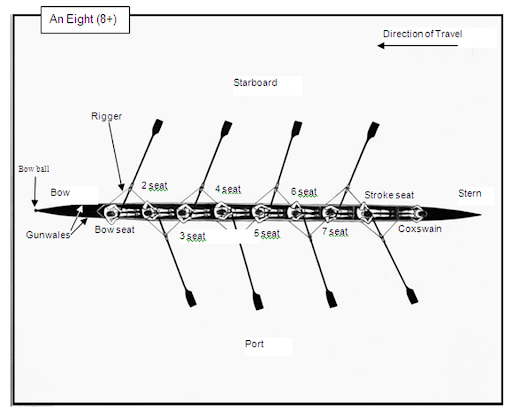 An Eight (8+)
Direction of Travel
Starboard
Rigger
Bow ball
Bow
2 seat
4 seat
6 seat
Stroke seat
Stern
Gunwales
Bow seat
3 seat
5 seat
7 seat
Coxswain
Port